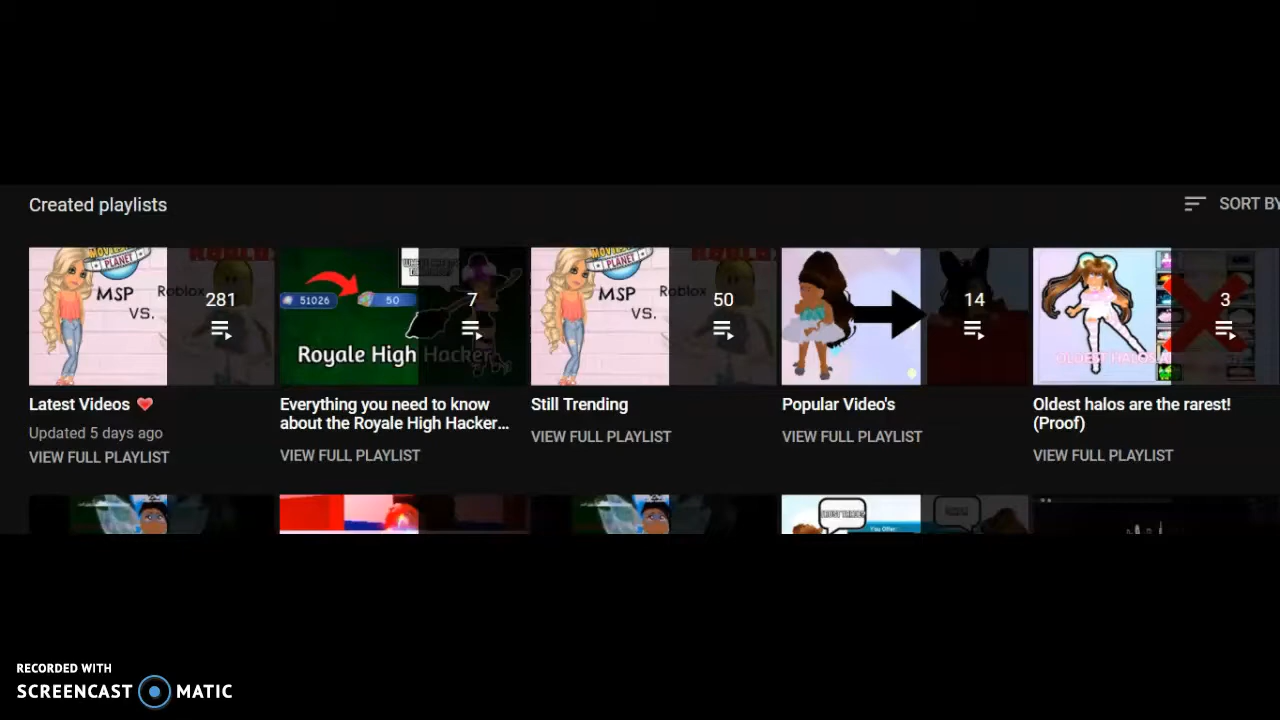 Created playlists
SORT BY
MSP
VS.
Roblox
281
51026
50
7
Royale High Hacker
MSP
VS.
Roblox
50
14
3
Latest Videos ❤️
Updated 5 days ago
VIEW FULL PLAYLIST
Everything you need to know
about the Royale High Hacker...
VIEW FULL PLAYLIST
Still Trending
VIEW FULL PLAYLIST
Popular Video's
VIEW FULL PLAYLIST
Oldest halos are the rarest!
(Proof)
VIEW FULL PLAYLIST
RECORDED WITH
SCREENCAST MATIC